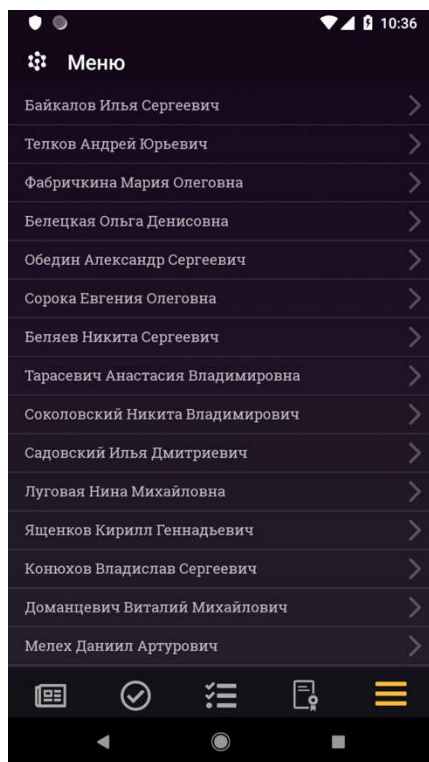 10:36
Меню
Байкалов Илья Сергеевич
Телков Андрей Юрьевич
Фабричкина Мария Олеговна
Белецкая Ольга Денисовна
Обедин Александр Сергеевич
Сорока Евгения Олеговна
Беляев Никита Сергеевич
Тарасевич Анастасия Владимировна
Соколовский Никита Владимирович
Садовский Илья Дмитриевич
Луговая Нина Михайловна
Ященков Кирилл Геннадьевич
Конюхов Владислав Сергеевич
Доманцевич Виталий Михайлович
Мелех Даниил Артурович